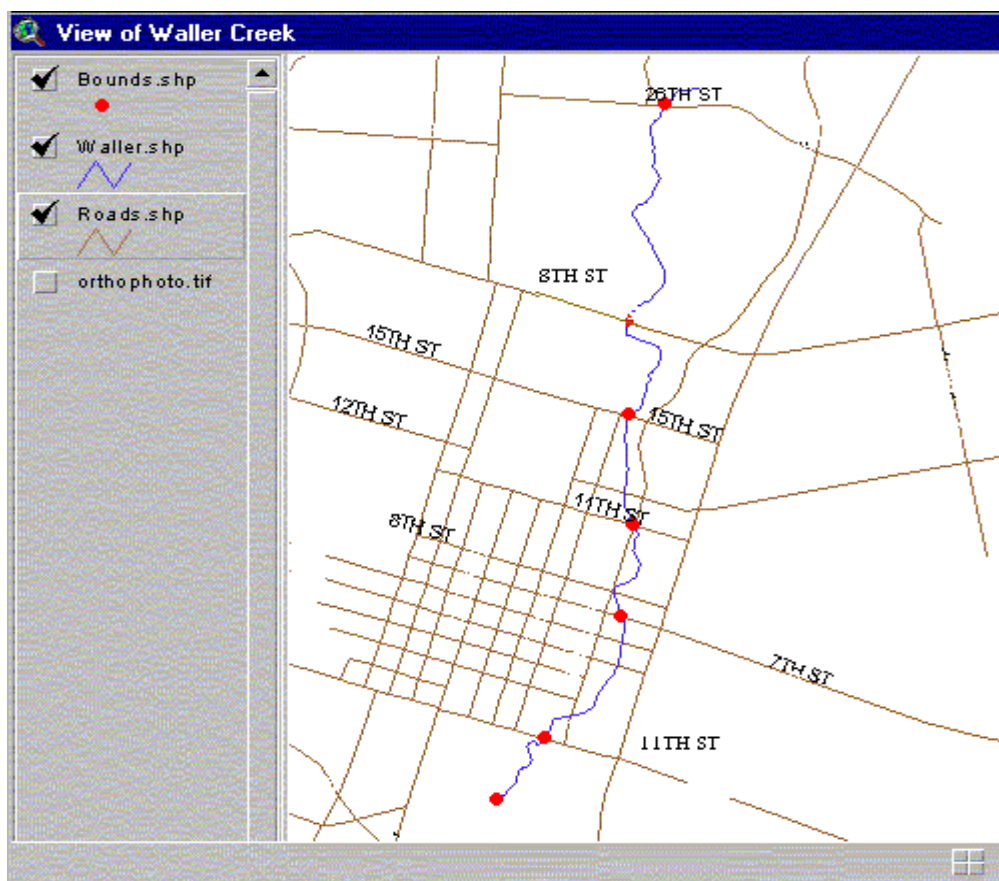 View of Waller Creek
Bounds.shp
Waller.shp
Roads.shp
orthophoto.tif
26TH ST
8TH ST
15TH ST
12TH ST
15TH ST
11TH ST
8TH ST
7TH ST
11TH ST